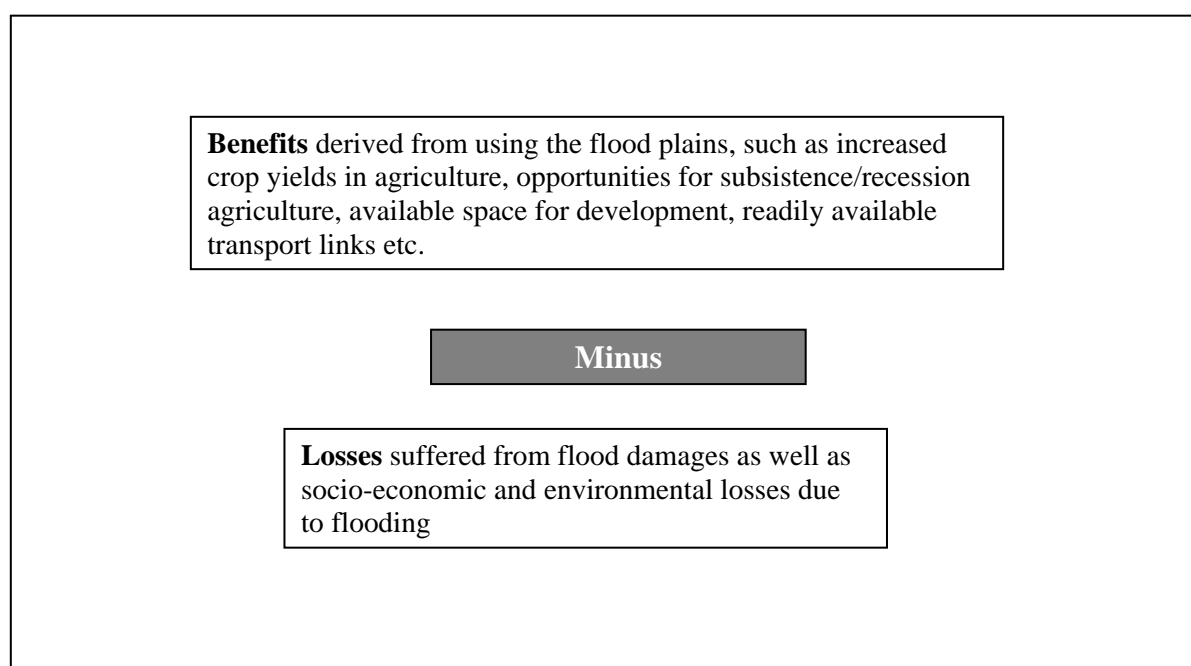 Benefits derived from using the flood plains, such as increased
crop yields in agriculture, opportunities for subsistence/recession
agriculture, available space for development, readily available
transport links etc.
Minus
Losses suffered from flood damages as well as
socio-economic and environmental losses due
to flooding